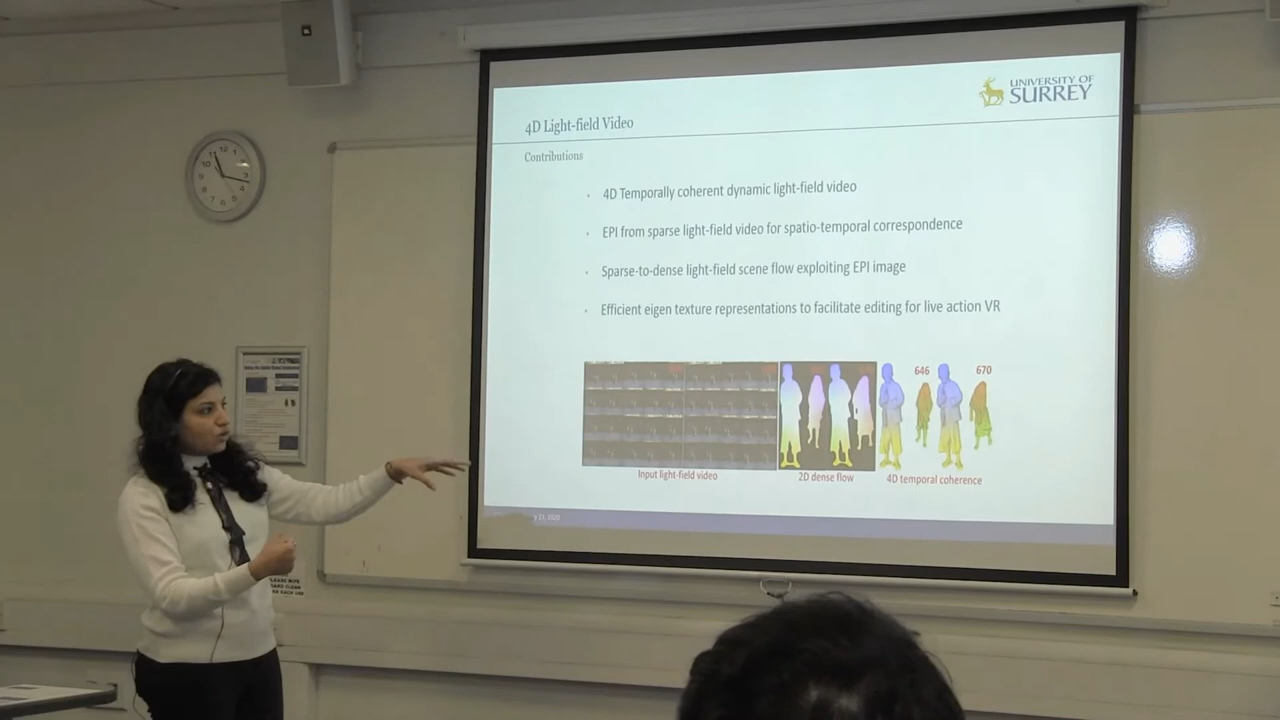 UNIVERSITY OF
SURREY
4D Light-field Video
Contributions
4D Temporally coherent dynamic light-field video
EPI from sparse light-field video for spatio-temporal correspondence
Sparse-to-dense light-field scene flow exploiting EPI image
Efficient eigen texture representations to facilitate editing for live action VR
646
670
Input light-field video
2D dense flow
4D temporal coherence